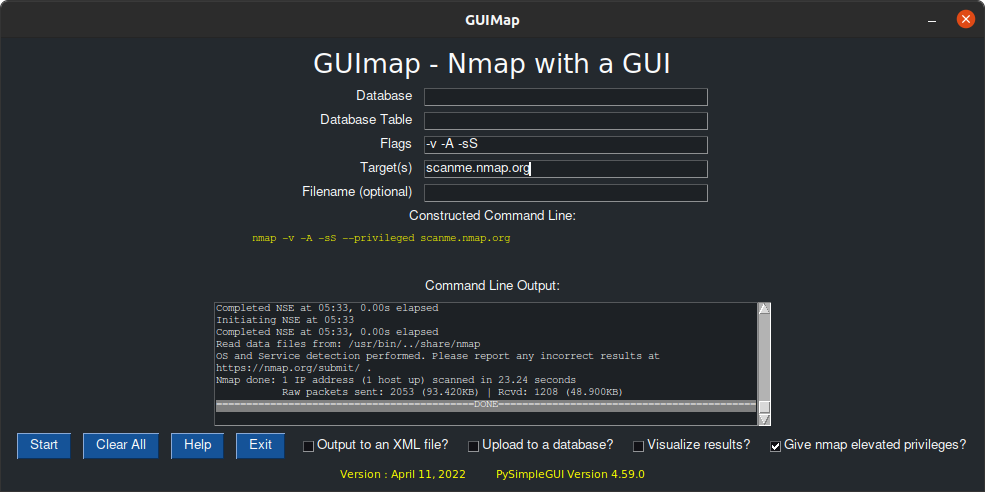 GUIMap
GUImap - Nmap with a GUI
Database
Database Table
Flags -v -A -sS
Target(s) scanme.nmap.org
Filename (optional)
Constructed Command Line:
nmap -v -A -sS --privileged scanme.nmap.org
Command Line Output:
Completed NSE at 05:33, 0.00s elapsed
Initiating NSE at 05:33
Completed NSE at 05:33, 0.00s elapsed
Read data files from: /usr/bin/../share/nmap
OS and Service detection performed. Please report any incorrect results at
https://nmap.org/submit/ .
Nmap done: 1 IP address (1 host up) scanned in 23.24 seconds
Raw packets sent: 2053 (93.420KB) | Rcvd: 1208 (48.900KB)
DONE
Start Clear All Help Exit Output to an XML file? Upload to a database? Visualize results? Give nmap elevated privileges?
Version : April 11, 2022 PySimpleGUI Version 4.59.0